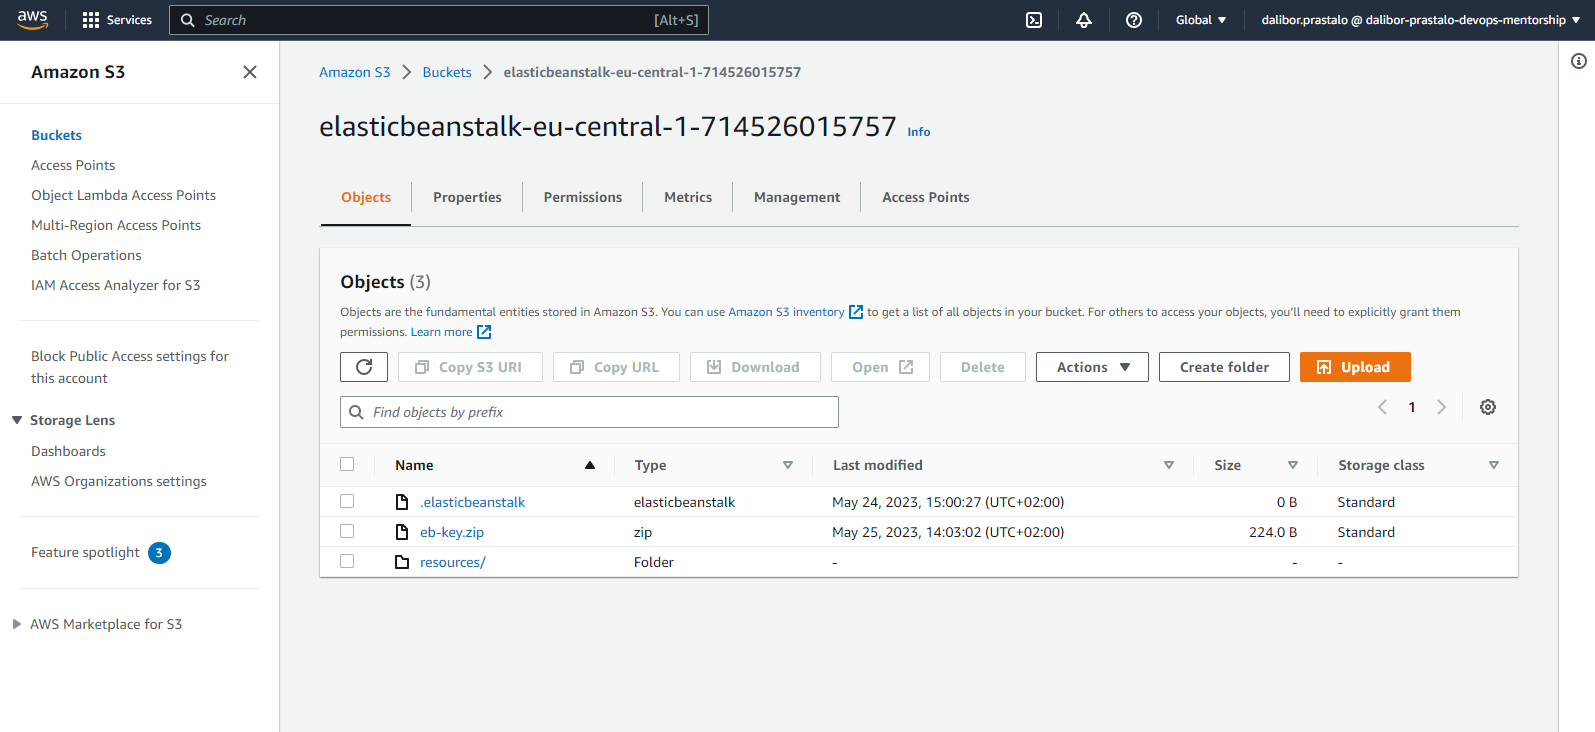 aws Services Search [Alt+S] Global dalibor.prastalo @ dalibor-prastalo-devops-mentorship
Amazon S3
Buckets
Access Points
Object Lambda Access Points
Multi-Region Access Points
Batch Operations
IAM Access Analyzer for S3
Block Public Access settings for
this account
Storage Lens
Dashboards
AWS Organizations settings
Feature spotlight 3
AWS Marketplace for S3
Amazon S3 Buckets elasticbeanstalk-eu-central-1-714526015757
elasticbeanstalk-eu-central-1-714526015757 Info
Objects Properties Permissions Metrics Management Access Points
Objects (3)
Objects are the fundamental entities stored in Amazon S3. You can use Amazon S3 inventory to get a list of all objects in your bucket. For others to access your objects, you'll need to explicitly grant them
permissions. Learn more
Copy S3 URI Copy URL Download Open Delete Actions Create folder Upload
Find objects by prefix 1
Name Type Last modified Size Storage class
.elasticbeanstalk elasticbeanstalk May 24, 2023, 15:00:27 (UTC+02:00) 0 B Standard
eb-key.zip zip May 25, 2023, 14:03:02 (UTC+02:00) 224.0 B Standard
resources/ Folder - - -